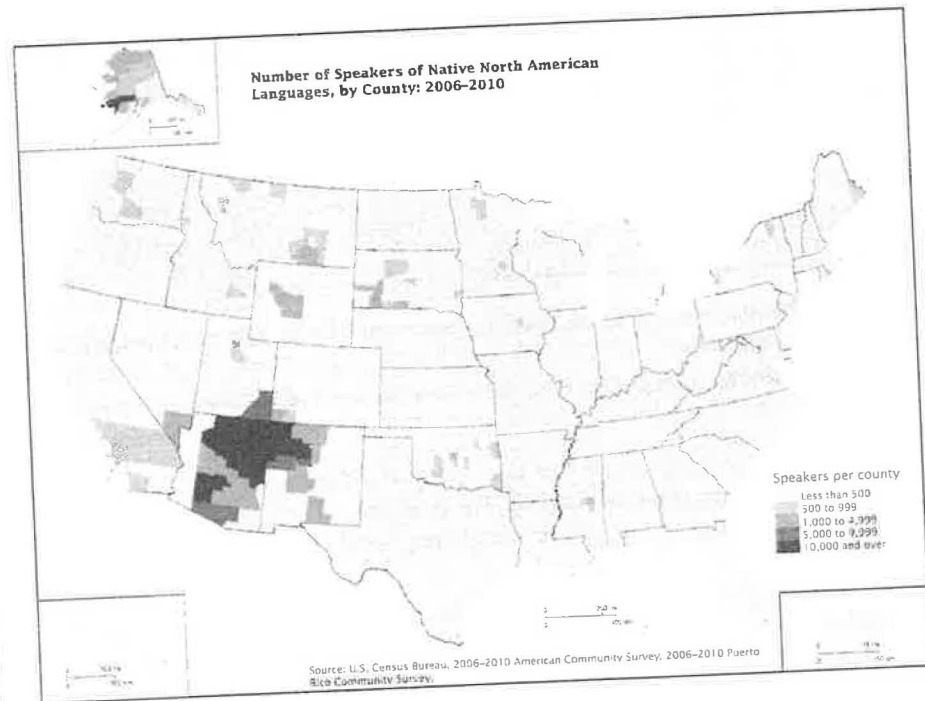 Number of Speakers of Native North American
Languages, by County: 2006–2010
Speakers per county
Less than 500
500 to 999
1,000 to
5,000 to 9,999
10,000 and over
Source: U.S. Census Bureau, 2006–2010 American Community Survey, 2006–2010 Puerto
Rico Community Survey.